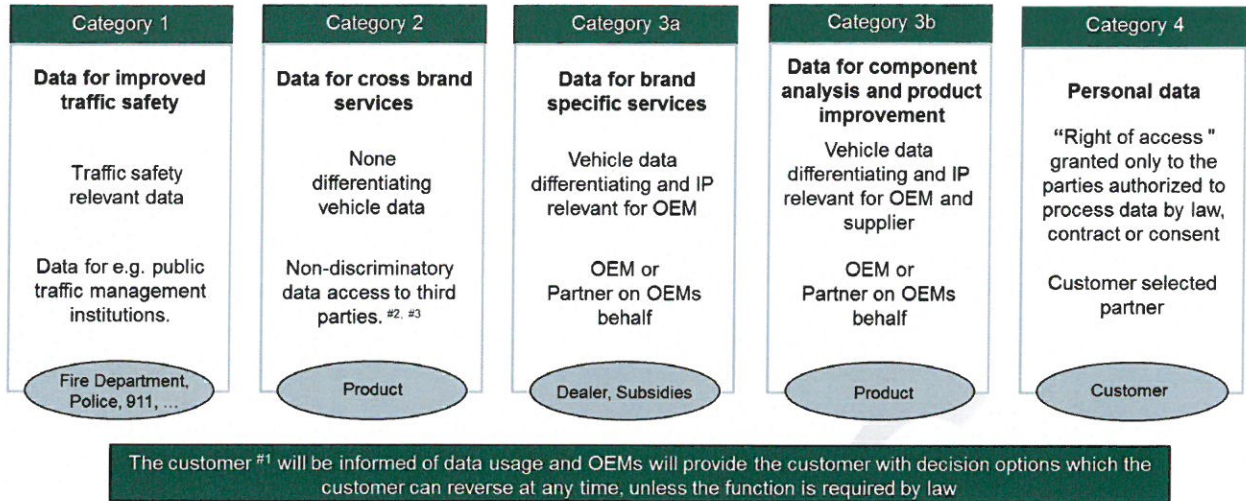 Category 1
Data for improved
traffic safety
Traffic safety
relevant data
Data for e.g. public
traffic management
institutions.
Fire Department,
Police, 911, ...
Category 2
Data for cross brand
services
None
differentiating
vehicle data
Non-discriminatory
data access to third
parties. #2, #3
Product
Category 3a
Data for brand
specific services
Vehicle data
differentiating and IP
relevant for OEM
OEM or
Partner on OEMs
behalf
Dealer, Subsidies
Category 3b
Data for component
analysis and product
improvement
Vehicle data
differentiating and IP
relevant for OEM and
supplier
OEM or
Partner on OEMs
behalf
Product
Category 4
Personal data
“Right of access "
granted only to the
parties authorized to
process data by law,
contract or consent
Customer selected
partner
Customer
The customer #1 will be informed of data usage and OEMs will provide the customer with decision options which the
customer can reverse at any time, unless the function is required by law